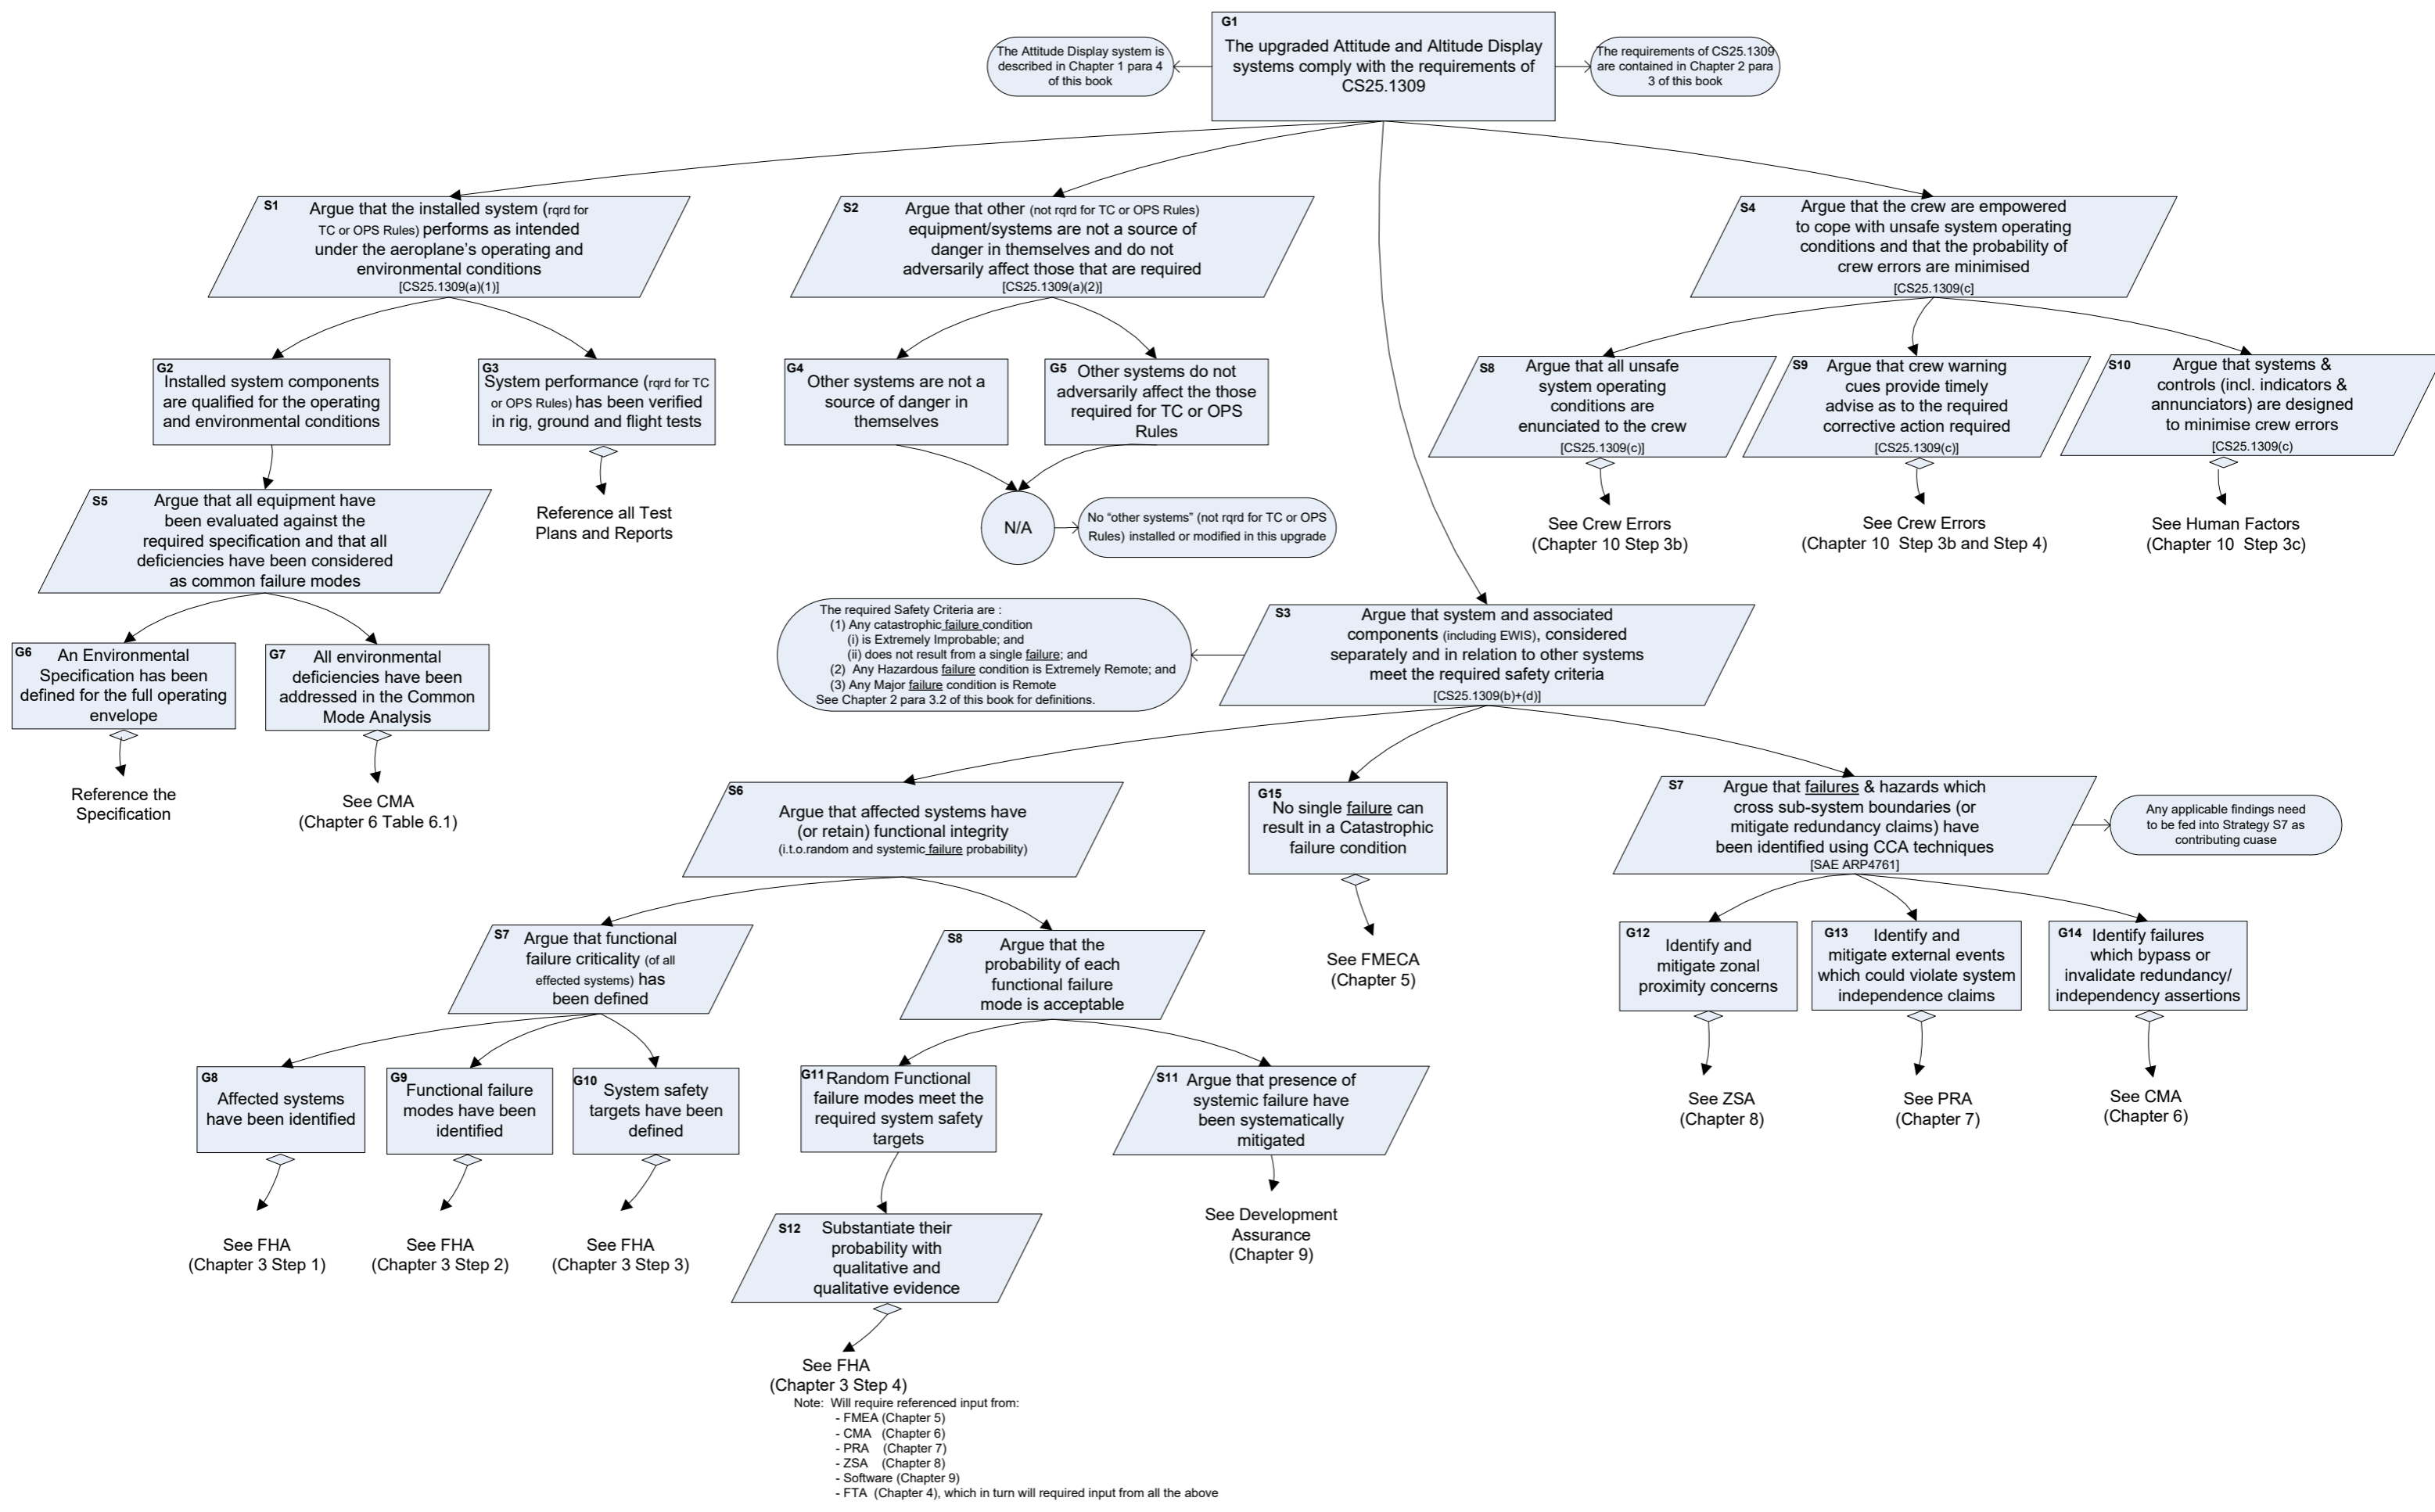 G1
The upgraded Attitude and Altitude Display
systems comply with the requirements of
CS25.1309
The Attitude Display system is
described in Chapter 1 para 4
of this book
The requirements of CS25.1309
are contained in Chapter 2 para
3 of this book
S1
Argue that the installed system (rqrd for
TC or OPS Rules) performs as intended
under the aeroplane's operating and
environmental conditions
[CS25.1309(a)(1)]
S2
Argue that other (not rqrd for TC or OPS Rules)
equipment/systems are not a source of
danger in themselves and do not
adversarily affect those that are required
[CS25.1309(a)(2)]
S4
Argue that the crew are empowered
to cope with unsafe system operating
conditions and that the probability of
crew errors are minimised
[CS25.1309(c]
G2
Installed system components
are qualified for the operating
and environmental conditions
G3
System performance (rqrd for TC
or OPS Rules) has been verified
in rig, ground and flight tests
Reference all Test
Plans and Reports
G4
Other systems are not a
source of danger in
themselves
G5
Other systems do not
adversarily affect the those
required for TC or OPS
Rules
N/A
No “other systems” (not rqrd for TC or OPS
Rules) installed or modified in this upgrade
S8
Argue that all unsafe
system operating
conditions are
enunciated to the crew
[CS25.1309(c)]
See Crew Errors
(Chapter 10 Step 3b)
S9
Argue that crew warning
cues provide timely
advise as to the required
corrective action required
[CS25.1309(c)]
See Crew Errors
(Chapter 10 Step 3b and Step 4)
S10
Argue that systems &
controls (incl. indicators &
annunciators) are designed
to minimise crew errors
[CS25.1309(c)
See Human Factors
(Chapter 10 Step 3c)
S5
Argue that all equipment have
been evaluated against the
required specification and that all
deficiencies have been considered
as common failure modes
G6
An Environmental
Specification has been
defined for the full operating
envelope
Reference the
Specification
G7
All environmental
deficiencies have been
addressed in the Common
Mode Analysis
See CMA
(Chapter 6 Table 6.1)
The required Safety Criteria are :
(1) Any catastrophic failure condition
(i) is Extremely Improbable; and
(ii) does not result from a single failure; and
(2) Any Hazardous failure condition is Extremely Remote; and
(3) Any Major failure condition is Remote
See Chapter 2 para 3.2 of this book for definitions.
S3
Argue that system and associated
components (including EWIS), considered
separately and in relation to other systems
meet the required safety criteria
[CS25.1309(b)+(d)]
S6
Argue that affected systems have
(or retain) functional integrity
(i.t.o.random and systemic failure probability)
G15
No single failure can
result in a Catastrophic
failure condition
See FMECA
(Chapter 5)
S7
Argue that failures & hazards which
cross sub-system boundaries (or
mitigate redundancy claims) have
been identified using CCA techniques
[SAE ARP4761]
Any applicable findings need
to be fed into Strategy S7 as
contributing cuase
S7
Argue that functional
failure criticality (of all
effected systems) has
been defined
S8
Argue that the
probability of each
functional failure
mode is acceptable
G12
Identify and
mitigate zonal
proximity concerns
See ZSA
(Chapter 8)
G13
Identify and
mitigate external events
which could violate system
independence claims
See PRA
(Chapter 7)
G14
Identify failures
which bypass or
invalidate redundancy/
independency assertions
See CMA
(Chapter 6)
G8
Affected systems
have been identified
See FHA
(Chapter 3 Step 1)
G9
Functional failure
modes have been
identified
See FHA
(Chapter 3 Step 2)
G10
System safety
targets have been
defined
See FHA
(Chapter 3 Step 3)
G11
Random Functional
failure modes meet the
required system safety
targets
S11
Argue that presence of
systemic failure have
been systematically
mitigated
See Development
Assurance
(Chapter 9)
S12
Substantiate their
probability with
qualitative and
qualitative evidence
See FHA
(Chapter 3 Step 4)
Note: Will require referenced input from:
- FMEA (Chapter 5)
- CMA (Chapter 6)
- PRA (Chapter 7)
- ZSA (Chapter 8)
- Software (Chapter 9)
- FTA (Chapter 4), which in turn will required input from all the above